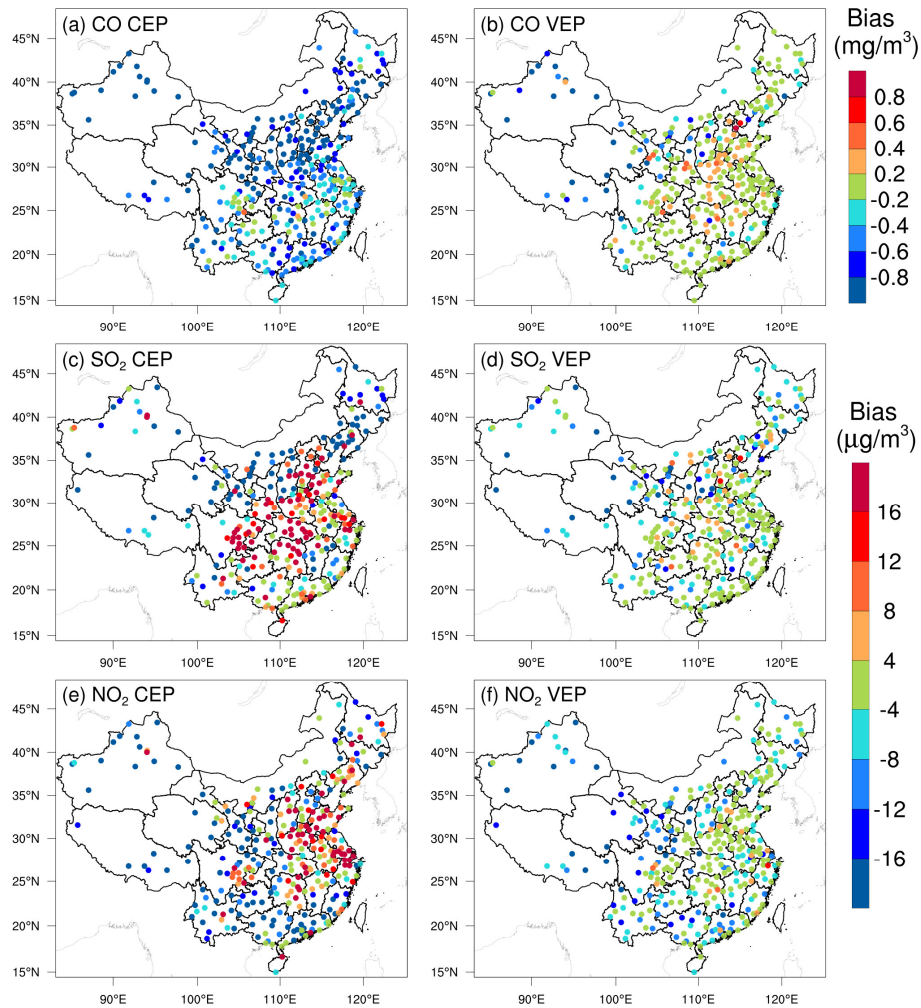 (a) CO CEP
(b) CO VEP
Bias
(mg/m³)
45°N
40°N
35°N
30°N
25°N
20°N
15°N
90°E 100°E 110°E 120°E
90°E 100°E 110°E 120°E
0.8
0.6
0.4
0.2
-0.2
-0.4
-0.6
-0.8
(c) SO₂ CEP
(d) SO₂ VEP
45°N
40°N
35°N
30°N
25°N
20°N
15°N
90°E 100°E 110°E 120°E
90°E 100°E 110°E 120°E
Bias
(μg/m³)
16
12
8
4
-4
-8
-12
-16
(e) NO₂ CEP
(f) NO₂ VEP
45°N
40°N
35°N
30°N
25°N
20°N
15°N
90°E 100°E 110°E 120°E
90°E 100°E 110°E 120°E
45°N
40°N
35°N
30°N
25°N
20°N
15°N
45°N
40°N
35°N
30°N
25°N
20°N
15°N
45°N
40°N
35°N
30°N
25°N
20°N
15°N